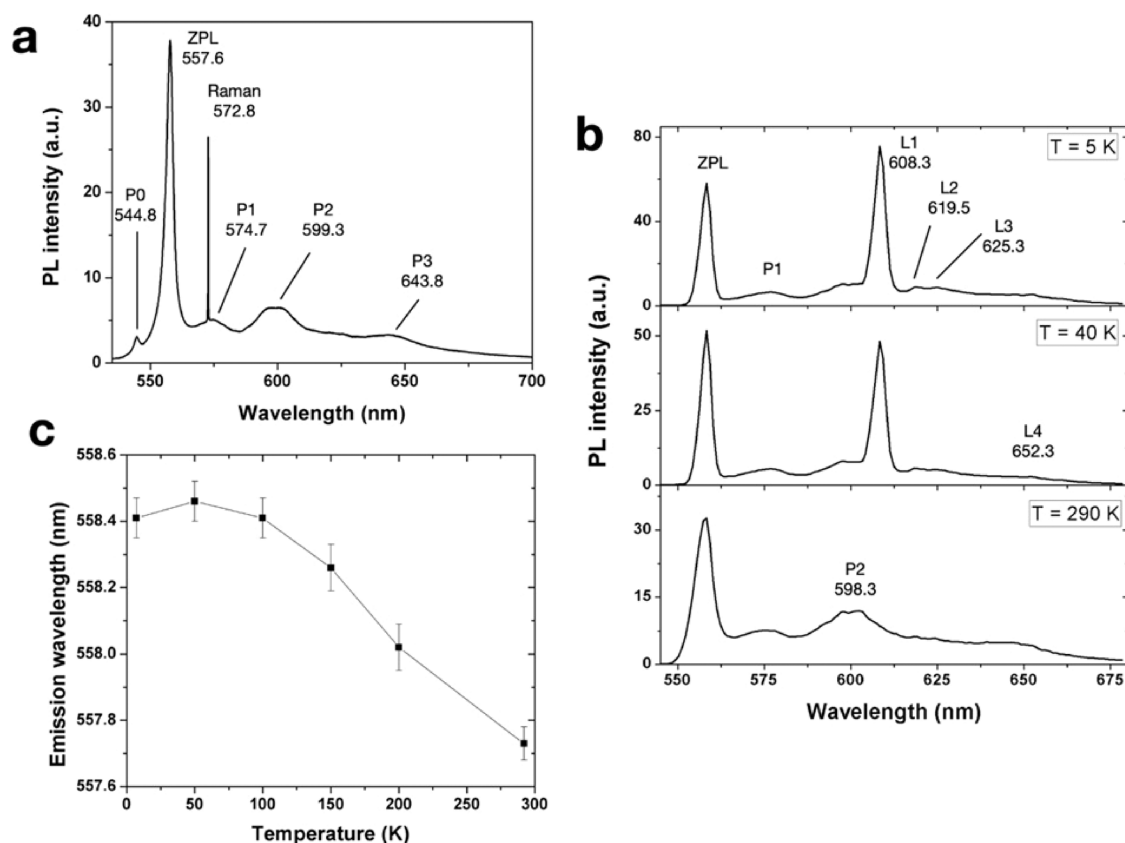 a
40
30
20
10
0
PL intensity (a.u.)
ZPL
557.6
Raman
572.8
P0
544.8
P1
574.7
P2
599.3
P3
643.8
550
600
650
700
Wavelength (nm)
b
80
40
0
50
25
0
30
15
0
PL intensity (a.u.)
T = 5 K
ZPL
P1
L1
608.3
L2
619.5
L3
625.3
T = 40 K
L4
652.3
T = 290 K
P2
598.3
550
575
600
625
650
675
Wavelength (nm)
c
558.6
558.4
558.2
558.0
557.8
557.6
Emission wavelength (nm)
0
50
100
150
200
250
300
Temperature (K)